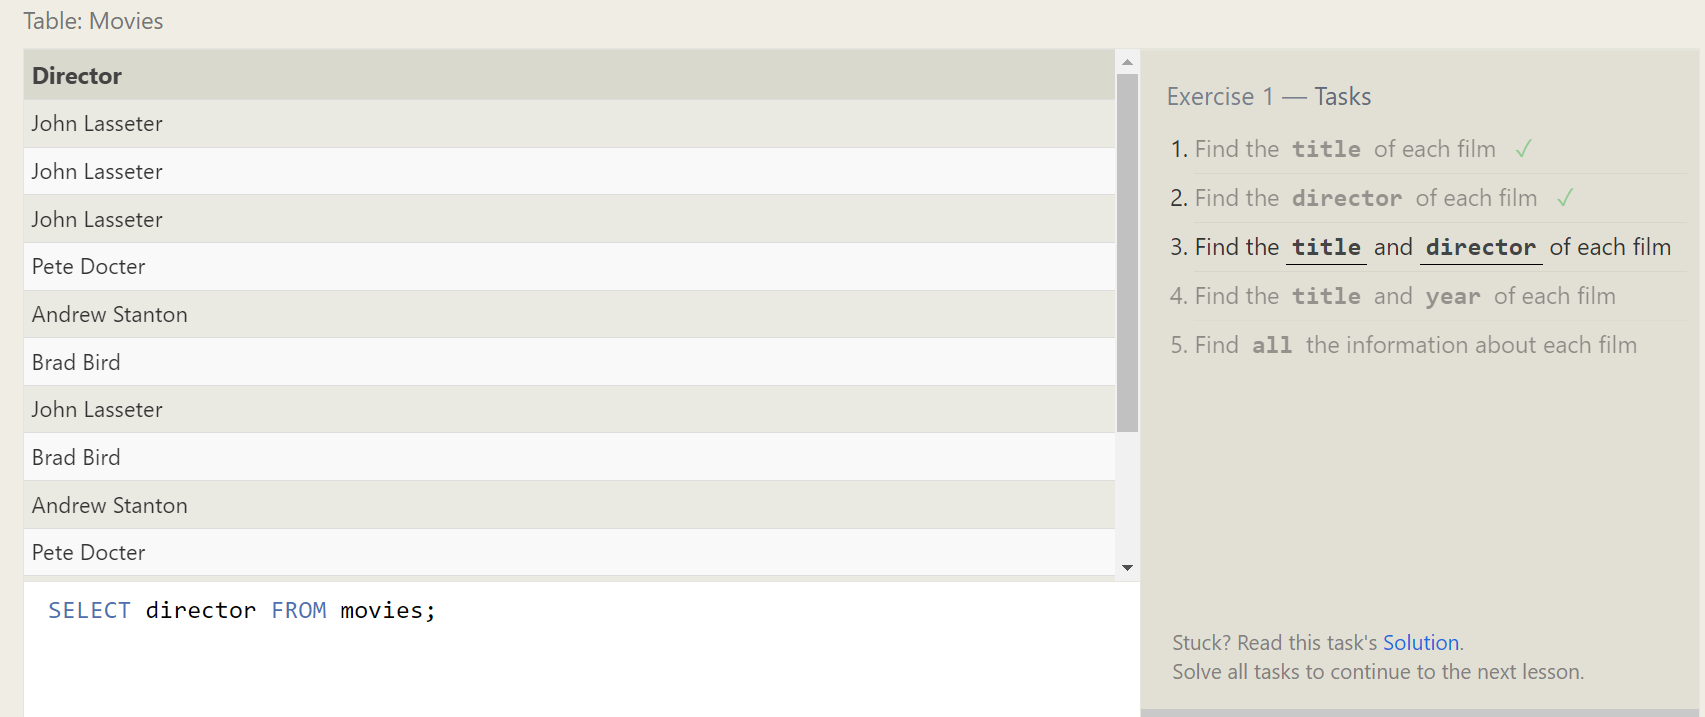 Table: Movies
Director
John Lasseter
John Lasseter
John Lasseter
Pete Docter
Andrew Stanton
Brad Bird
John Lasseter
Brad Bird
Andrew Stanton
Pete Docter
SELECT director FROM movies;
Exercise 1 — Tasks
1. Find the title of each film ✓
2. Find the director of each film ✓
3. Find the title and director of each film
4. Find the title and year of each film
5. Find all the information about each film
Stuck? Read this task's Solution.
Solve all tasks to continue to the next lesson.